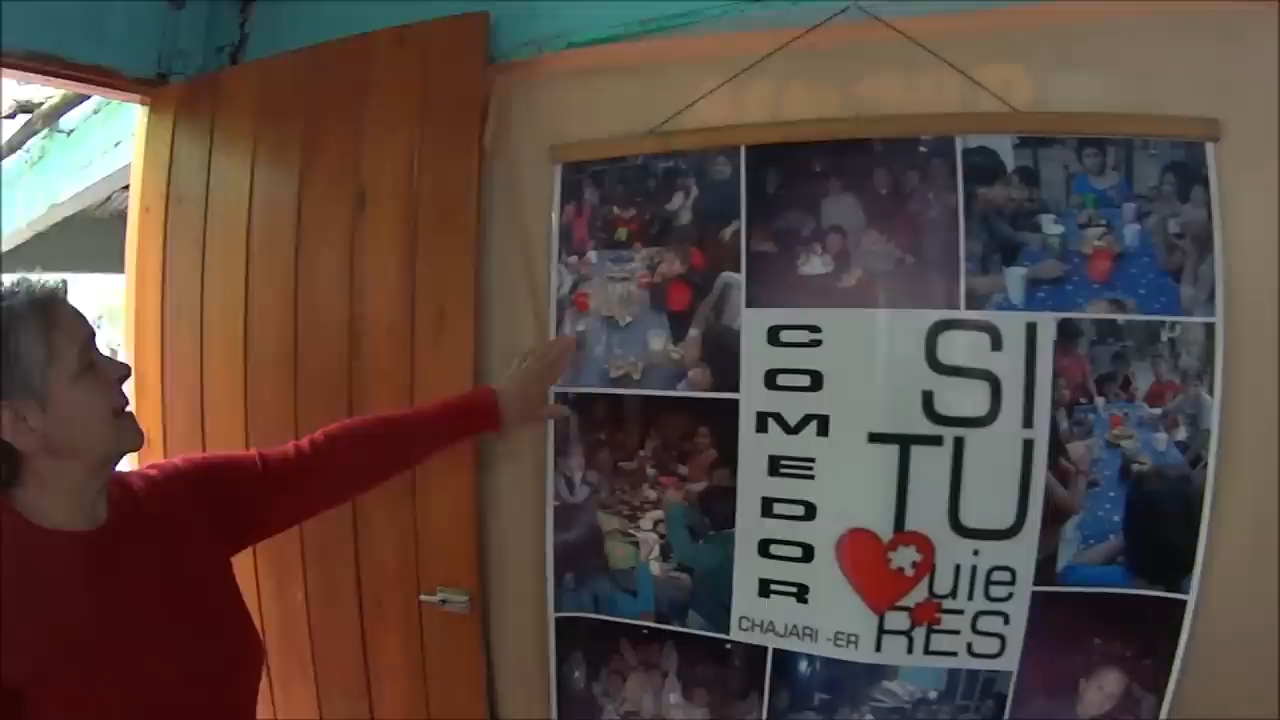 COMEDOR
SI
TU
uie
RES
CHAJARI -ER